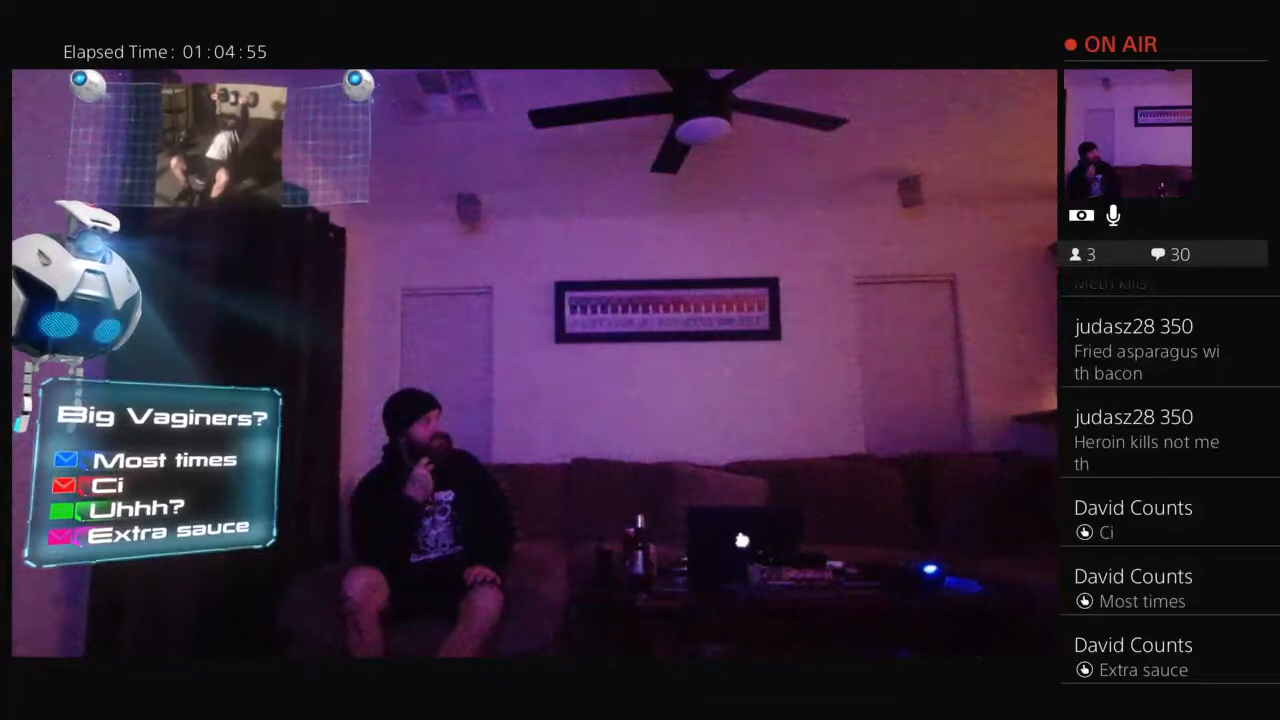 Elapsed Time: 01:04:55
ON AIR
3
30
Meth kills
judasz28 350
Fried asparagus wi
th bacon
judasz28 350
Heroin kills not me
th
David Counts
Ci
David Counts
Most times
David Counts
Extra sauce
Big Vaginers?
Most times
Ci
Uhhh?
Extra sauce